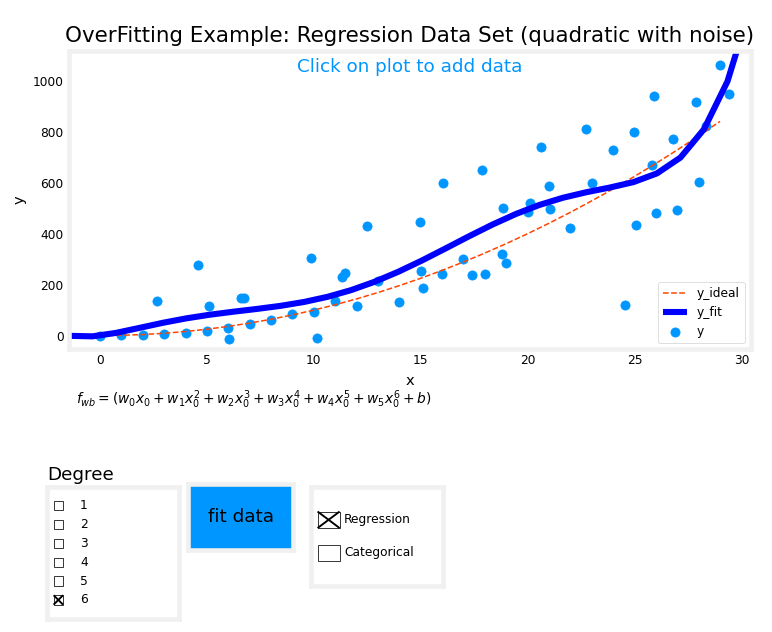 OverFitting Example: Regression Data Set (quadratic with noise)
Click on plot to add data
1000
800
600
400
200
0
y
y_ideal
y_fit
y
0 5 10 15 20 25 30
x
f_{wb} = (w_0x_0 + w_1x_0^2 + w_2x_0^3 + w_3x_0^4 + w_4x_0^5 + w_5x_0^6 + b)
Degree
1
2
3
4
5
6
fit data
Regression
Categorical